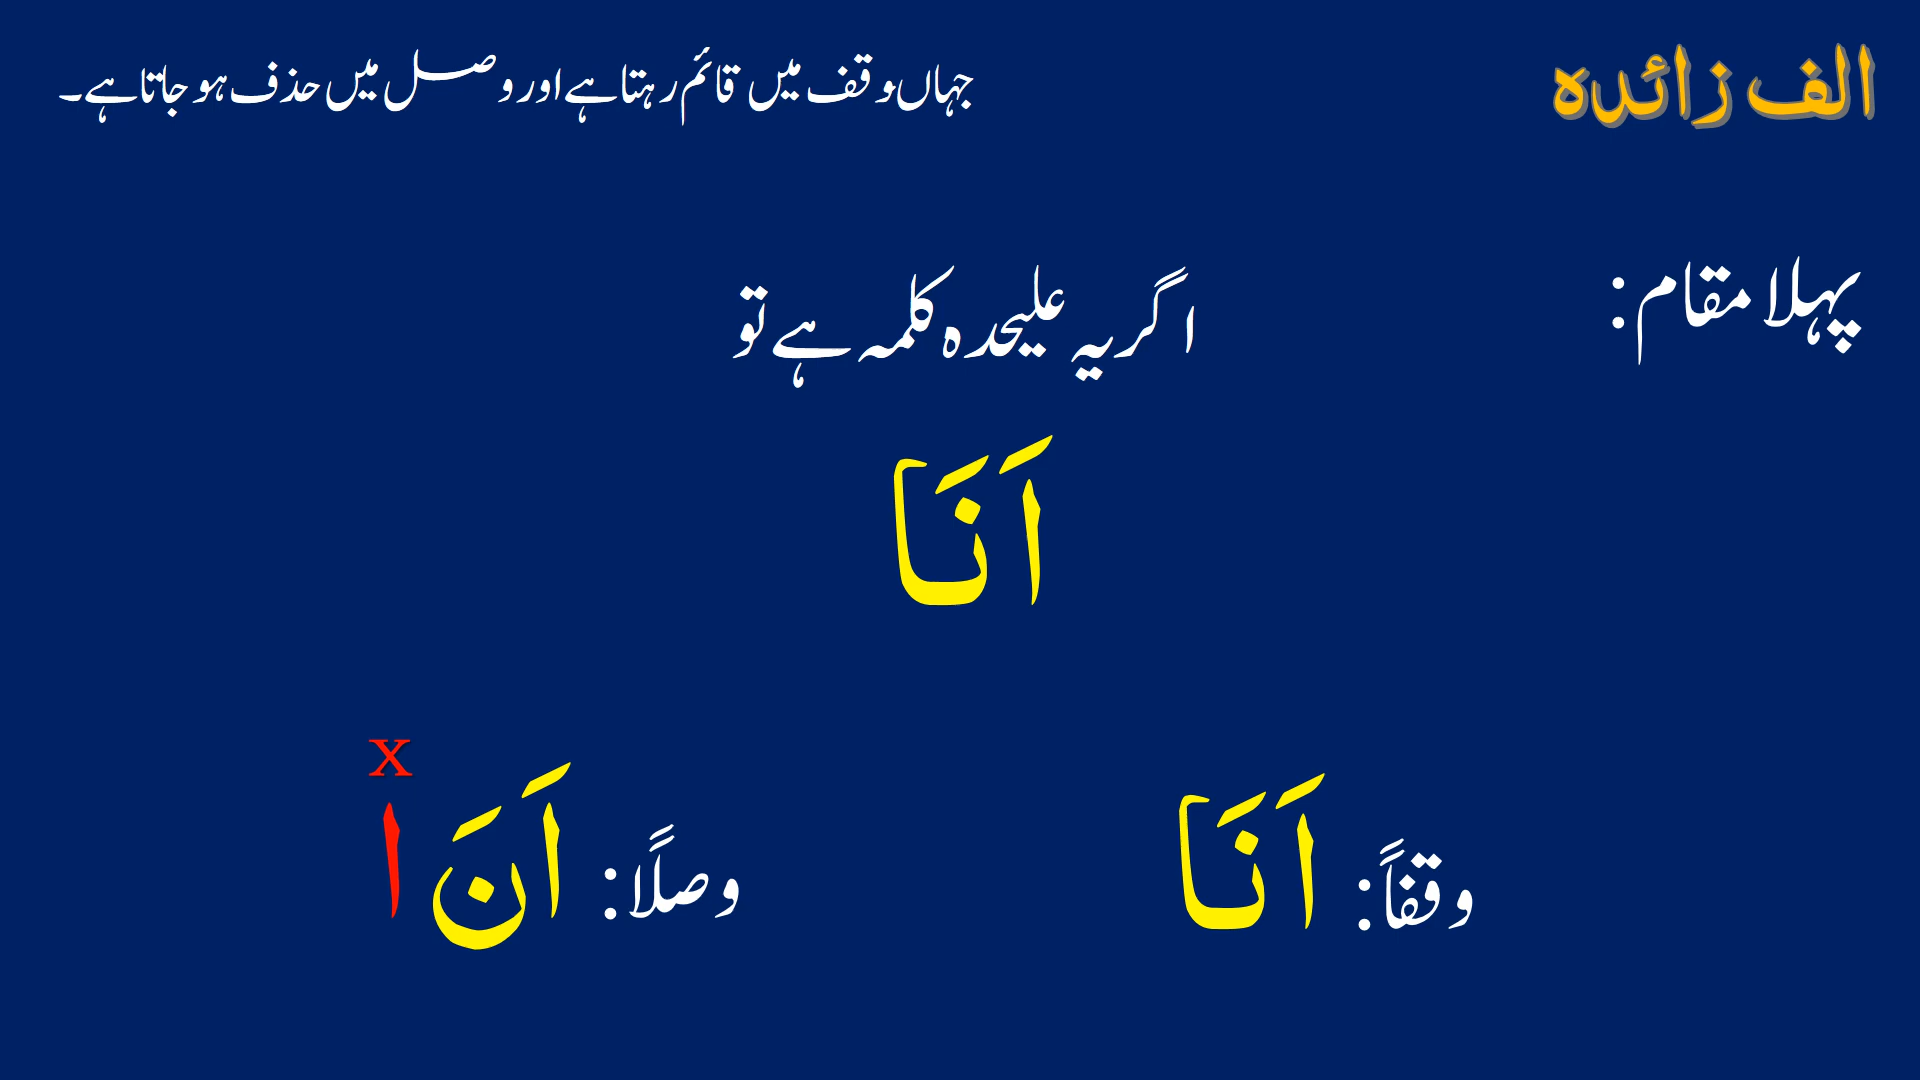 الف زائدہ
جہاں وقف میں قائم رہتا ہے اور وصل میں حذف ہو جاتا ہے۔
پہلا مقام:
اگر یہ علیحدہ کلمہ ہے تو
اَنَا
وقفاً: اَنَا
وصلًا: اَنَ ا
x